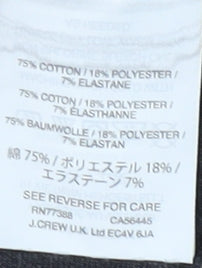 75% COTTON / 18% POLYESTER /
7% ELASTANE
75% COTON / 18% POLYESTER /
7% ÉLASTHANNE
75% BAUMWOLLE / 18% POLYESTER /
7% ELASTAN
綿 75% / ポリエステル 18% /
エラステーン 7%
SEE REVERSE FOR CARE
RN77388 CA56445
J.CREW U.K. Ltd EC4V 6JA